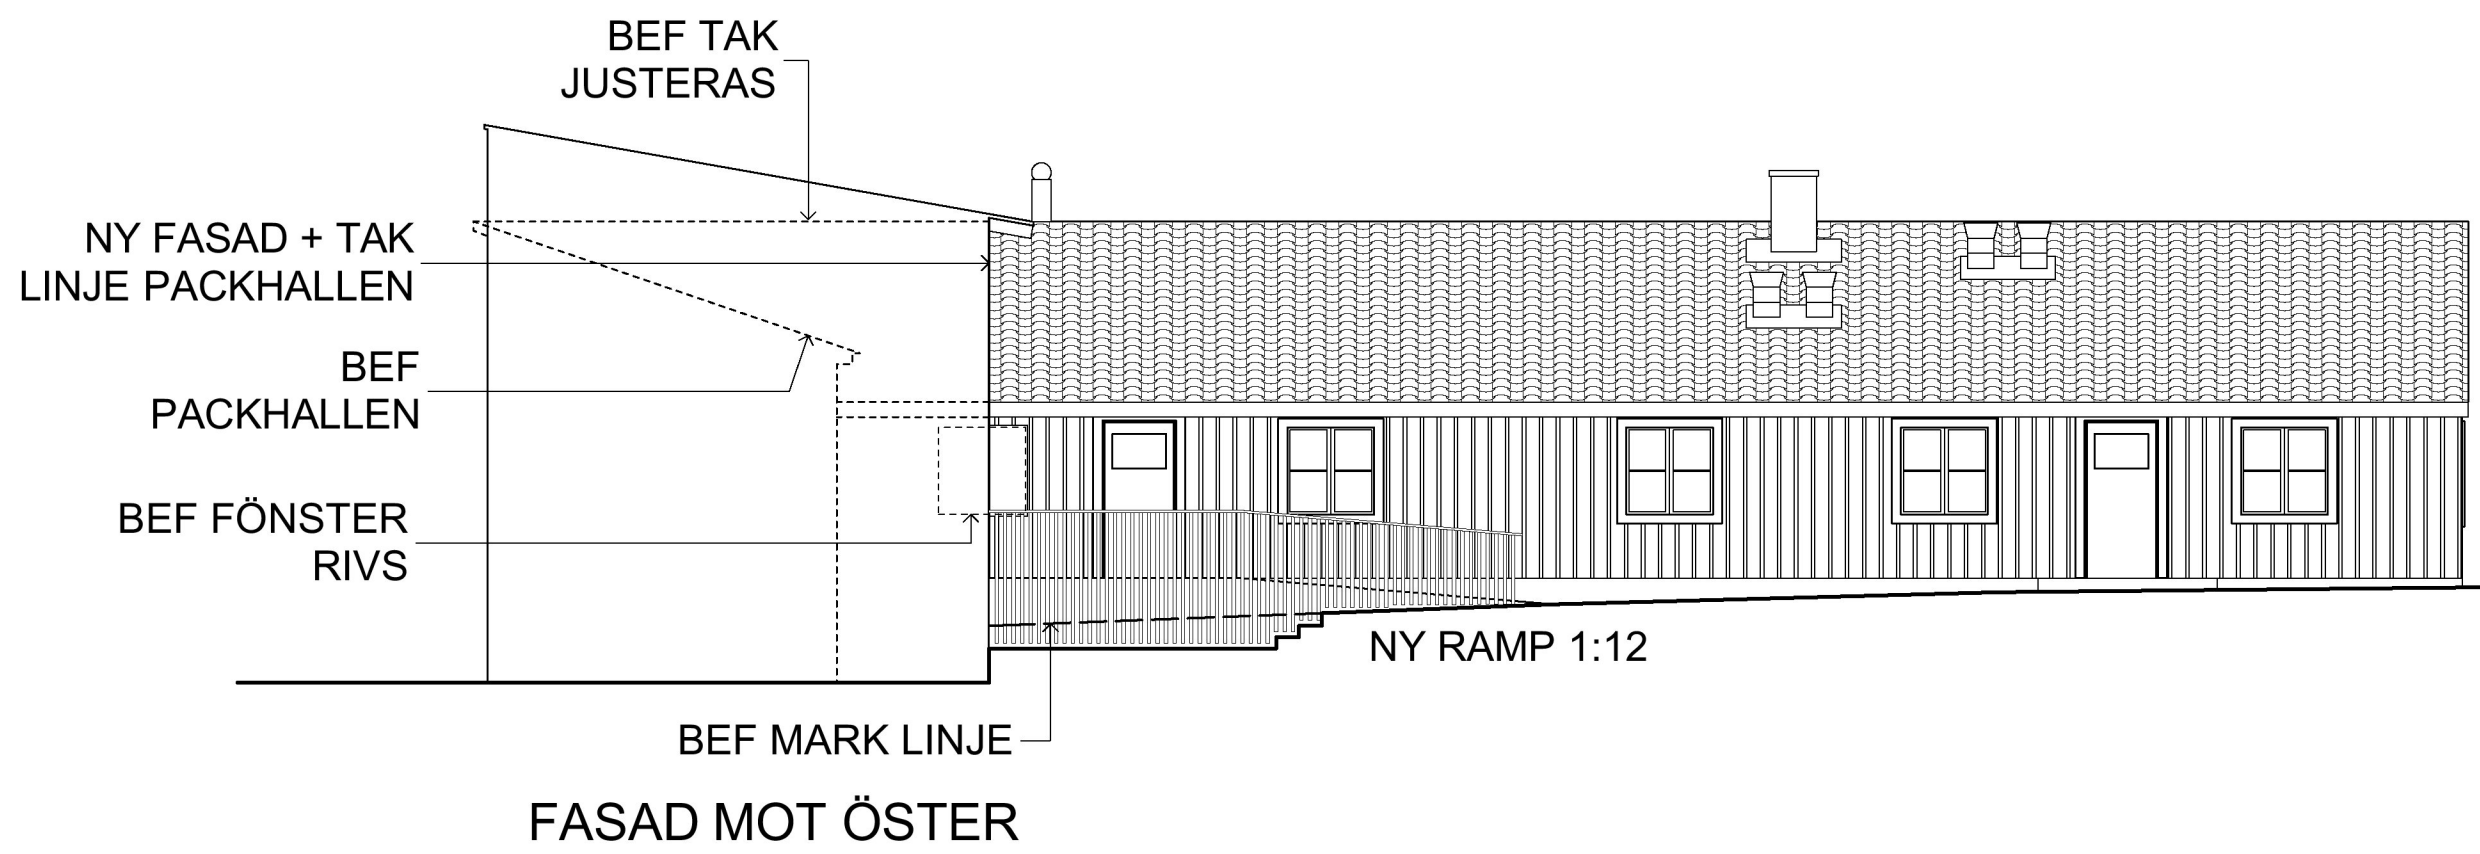 BEF TAK
JUSTERAS
NY FASAD + TAK
LINJE PACKHALLEN
BEF
PACKHALLEN
BEF FÖNSTER
RIVS
NY RAMP 1:12
BEF MARK LINJE
FASAD MOT ÖSTER